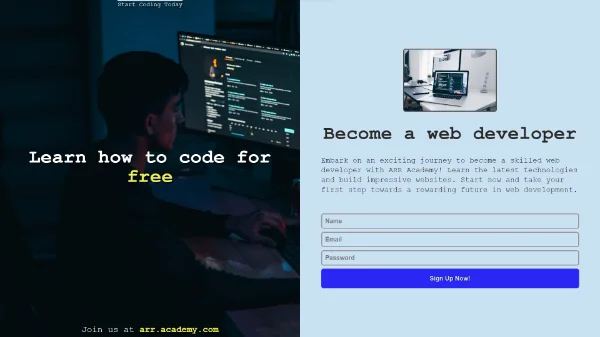 Start Coding Today
Learn how to code for
free
Join us at arr.academy.com
Become a web developer
Embark on an exciting journey to become a skilled web
developer with ARR Academy! Learn the latest technologies
and build impressive websites. Start now and take your
first step towards a rewarding future in web development.
Name
Email
Password
Sign Up Now!